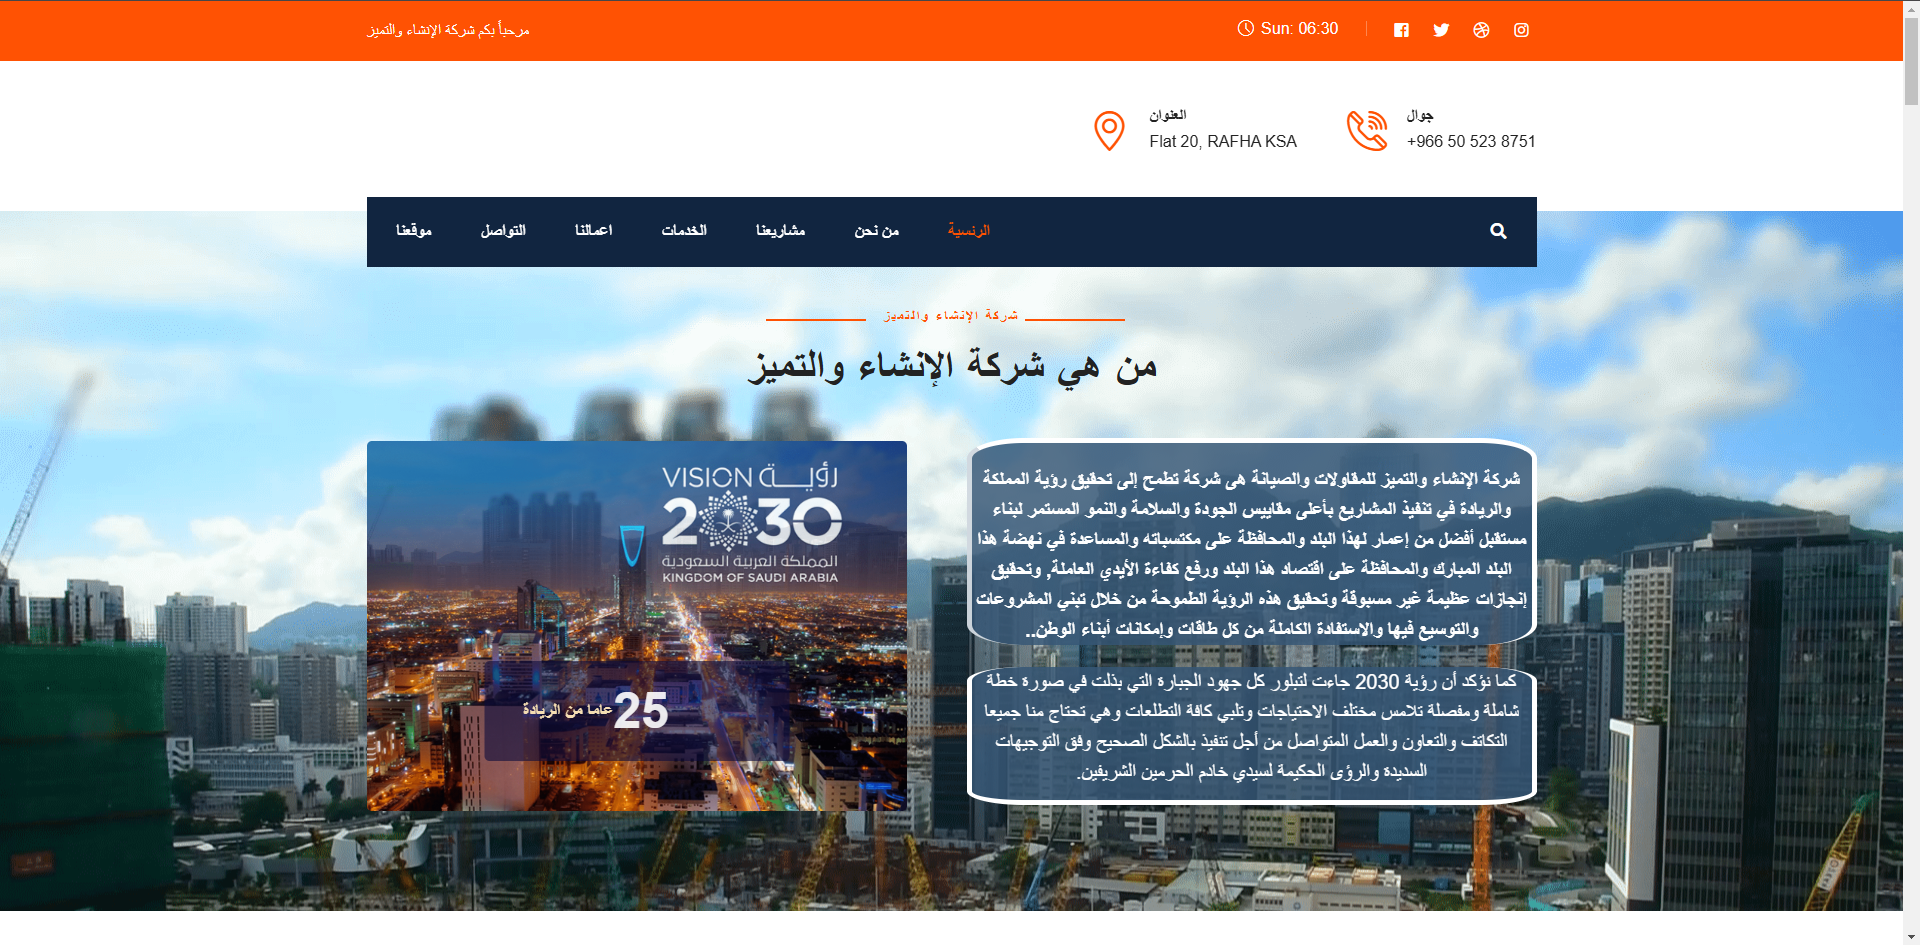 مرحباً بكم شركة الإنشاء والتميز
Sun: 06:30
العنوان
Flat 20, RAFHA KSA
جوال
+966 50 523 8751
الرئسية
من نحن
مشاريعنا
الخدمات
اعمالنا
التواصل
موقعنا
شركة الإنشاء والتميز
من هي شركة الإنشاء والتميز
VISION رؤيــة
2030
المملكة العربية السعودية
KINGDOM OF SAUDI ARABIA
25 عاما من الريادة
شركة الإنشاء والتميز للمقاولات والصيانة هى شركة تطمح إلى تحقيق رؤية المملكة
والريادة في تنفيذ المشاريع بأعلى مقاييس الجودة والسلامة والنمو المستمر لبناء
مستقبل أفضل من إعمار لهذا البلد والمحافظة على مكتسباته والمساعدة في نهضة هذا
البلد المبارك والمحافظة على اقتصاد هذا البلد ورفع كفاءة الأيدي العاملة, وتحقيق
إنجازات عظيمة غير مسبوقة وتحقيق هذه الرؤية الطموحة من خلال تبني المشروعات
والتوسيع فيها والاستفادة الكاملة من كل طاقات وإمكانات أبناء الوطن..
كما نؤكد أن رؤية 2030 جاءت لتبلور كل جهود الجبارة التي بذلت في صورة خطة
شاملة ومفصلة تلامس مختلف الاحتياجات وتلبي كافة التطلعات وهي تحتاج منا جميعا
التكاتف والتعاون والعمل المتواصل من أجل تنفيذ بالشكل الصحيح وفق التوجيهات
السديدة والرؤى الحكيمة لسيدي خادم الحرمين الشريفين.